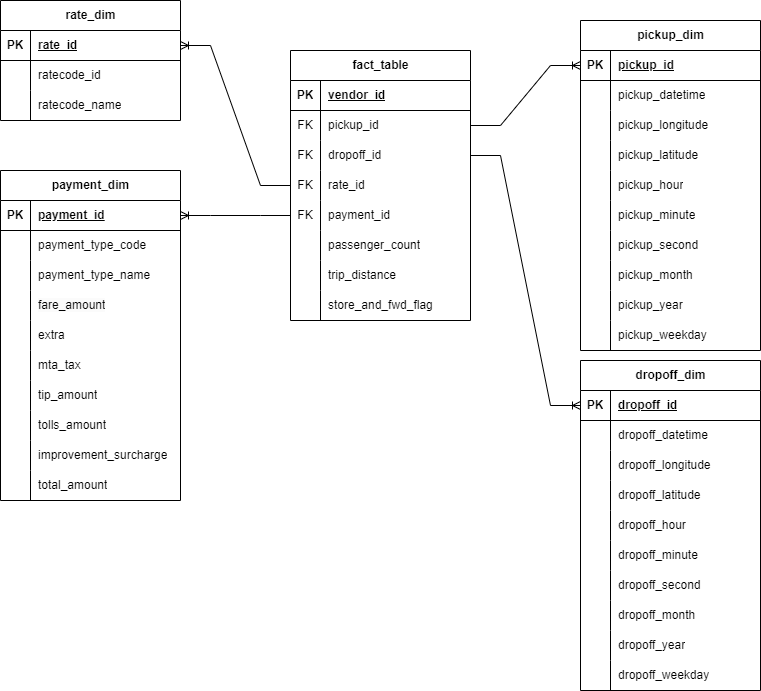 rate_dim
PK rate_id
ratecode_id
ratecode_name
payment_dim
PK payment_id
payment_type_code
payment_type_name
fare_amount
extra
mta_tax
tip_amount
tolls_amount
improvement_surcharge
total_amount
fact_table
PK vendor_id
FK pickup_id
FK dropoff_id
FK rate_id
FK payment_id
passenger_count
trip_distance
store_and_fwd_flag
pickup_dim
PK pickup_id
pickup_datetime
pickup_longitude
pickup_latitude
pickup_hour
pickup_minute
pickup_second
pickup_month
pickup_year
pickup_weekday
dropoff_dim
PK dropoff_id
dropoff_datetime
dropoff_longitude
dropoff_latitude
dropoff_hour
dropoff_minute
dropoff_second
dropoff_month
dropoff_year
dropoff_weekday